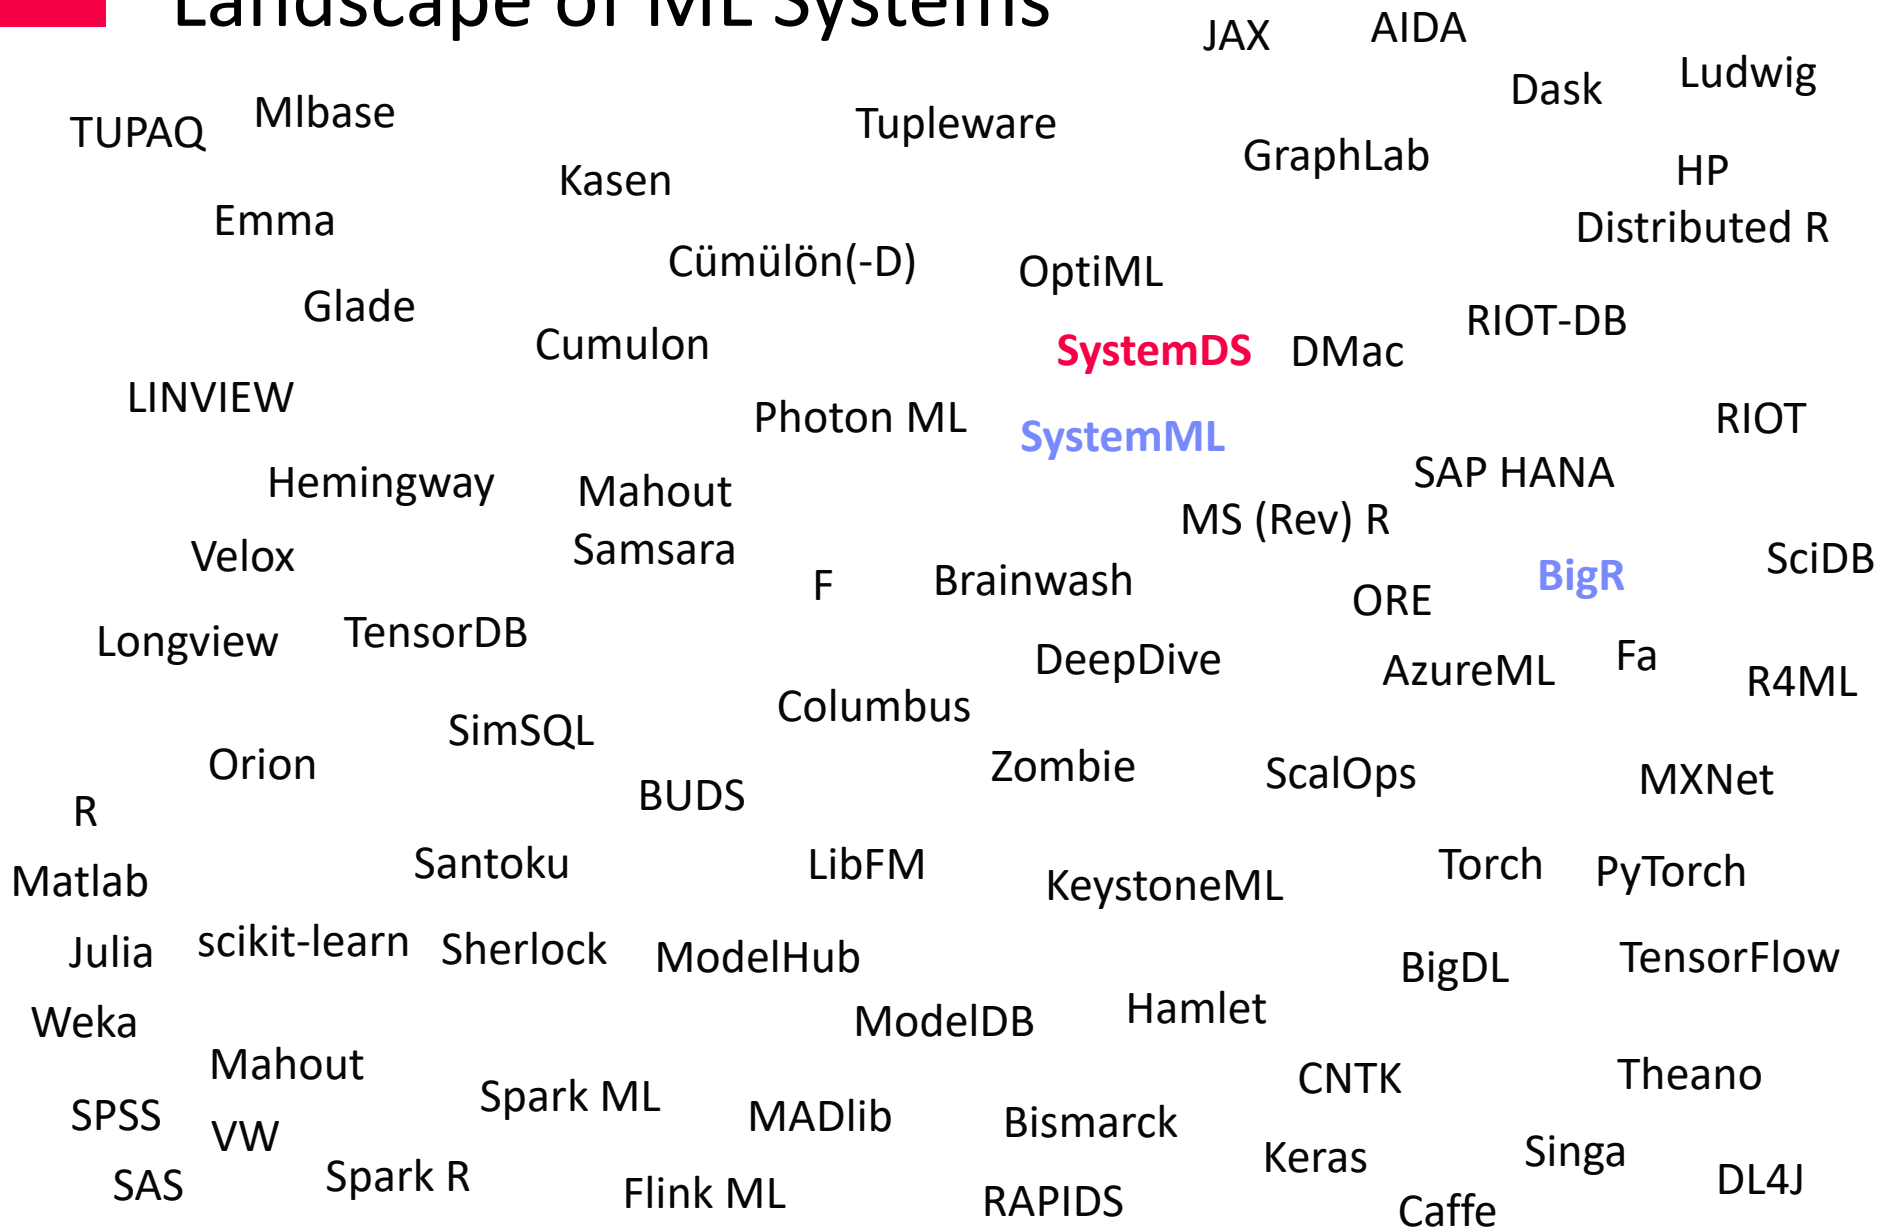 Landscape of ML Systems
JAX
AIDA
Dask
Ludwig
TUPAQ
Mlbase
Tupleware
GraphLab
HP
Distributed R
Kasen
Emma
Cümülön(-D)
OptiML
Glade
Cumulon
SystemDS
DMac
RIOT-DB
LINVIEW
Photon ML
SystemML
RIOT
SAP HANA
Hemingway
Mahout
Samsara
MS (Rev) R
Velox
F
Brainwash
ORE
BigR
SciDB
Longview
TensorDB
DeepDive
AzureML
Fa
R4ML
Columbus
SimSQL
Orion
Zombie
ScalOps
MXNet
BUDS
R
Matlab
Santoku
LibFM
KeystoneML
Torch
PyTorch
Julia
scikit-learn
Sherlock
ModelHub
BigDL
TensorFlow
Weka
ModelDB
Hamlet
Mahout
Spark ML
CNTK
Theano
SPSS
VW
MADlib
Bismarck
Keras
Singa
SAS
Spark R
Flink ML
RAPIDS
Caffe
DL4J